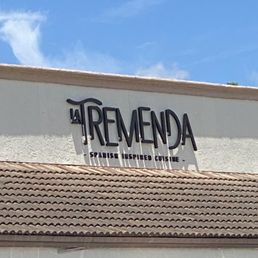 LA TREMENDA
- SPANISH INSPIRED CUISINE -